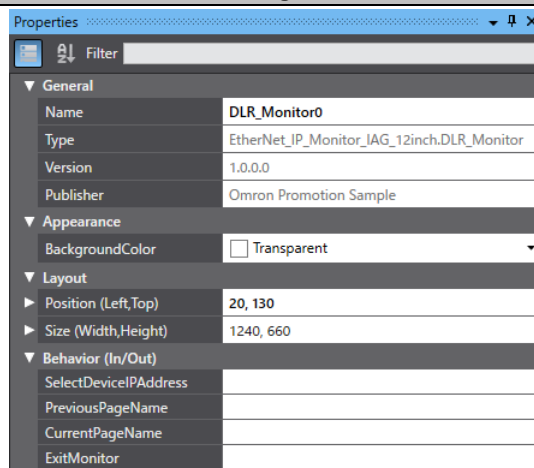 Properties
Filter
General
Name DLR_Monitor0
Type EtherNet_IP_Monitor_IAG_12inch.DLR_Monitor
Version 1.0.0.0
Publisher Omron Promotion Sample
Appearance
BackgroundColor Transparent
Layout
Position (Left,Top) 20, 130
Size (Width,Height) 1240, 660
Behavior (In/Out)
SelectDeviceIPAddress
PreviousPageName
CurrentPageName
ExitMonitor